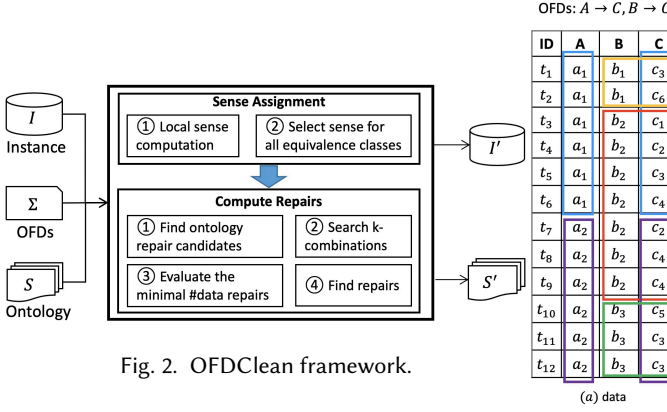 I
Instance
Σ
OFDs
S
Ontology
Sense Assignment
① Local sense
computation
② Select sense for
all equivalence classes
Compute Repairs
① Find ontology
repair candidates
② Search k-
combinations
③ Evaluate the
minimal #data repairs
④ Find repairs
I′
S′
Fig. 2. OFDClean framework.
OFDs: A → C, B →
ID A B C
t₁ a₁ b₁ c₃
t₂ a₁ b₁ c₆
t₃ a₁ b₂ c₁
t₄ a₁ b₂ c₂
t₅ a₁ b₂ c₃
t₆ a₁ b₂ c₄
t₇ a₂ b₂ c₂
t₈ a₂ b₂ c₄
t₉ a₂ b₂ c₄
t₁₀ a₂ b₃ c₅
t₁₁ a₂ b₃ c₃
t₁₂ a₂ b₃ c₃
(a) data